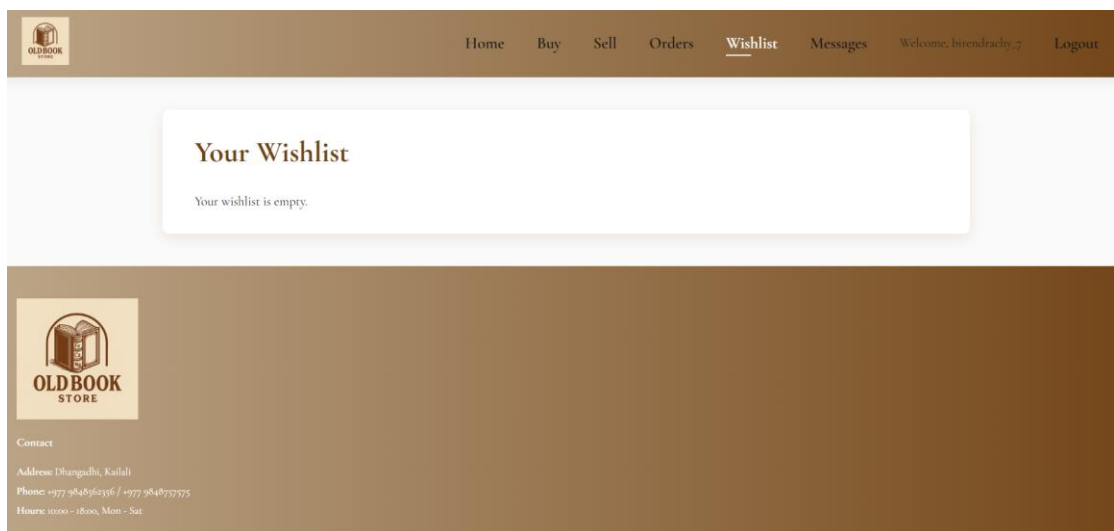 OLD BOOK
STORE
Home Buy Sell Orders Wishlist Messages Welcome, birendrachy_7 Logout
Your Wishlist
Your wishlist is empty.
OLD BOOK
STORE
Contact
Address: Dhangadhi, Kailali
Phone: +977 9848562356 / +977 9848757575
Hours: 10:00 - 18:00, Mon - Sat